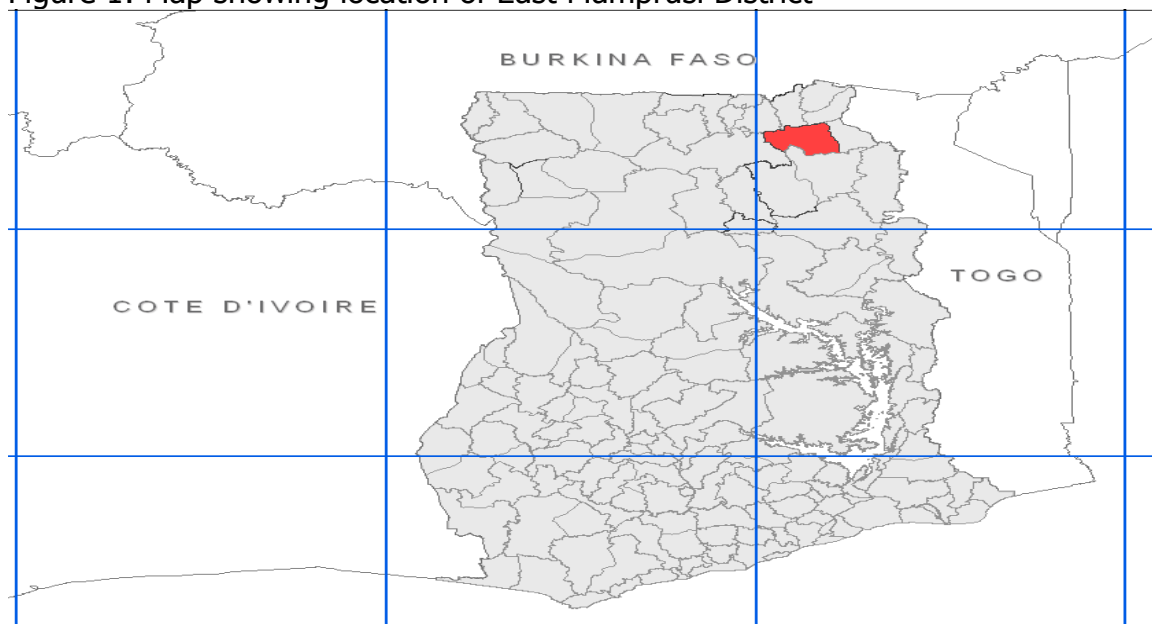 Figure 1: Map showing location of East Mamprusi District
BURKINA FASO
TOGO
COTE D'IVOIRE